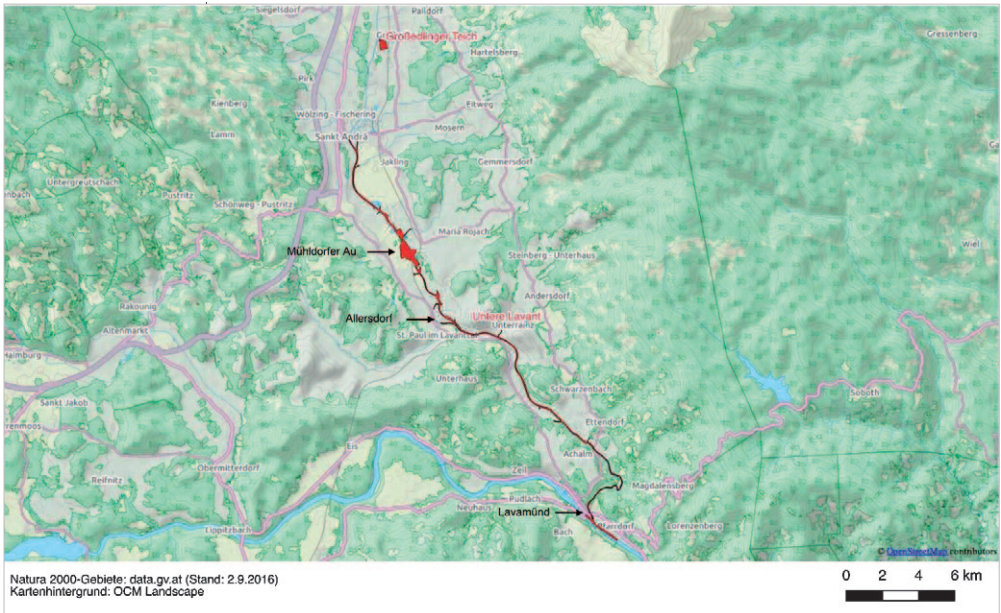 Siegelsdorf
Paildorf
Großedlinger Teich
Hartelsberg
Gressenberg
Pirk
Kienberg
Wölzing - Fischering
Eitweg
Lamm
Sankt Andrä
Mosern
Jakling
Gemmersdorf
Untergreutschach
Pustritz
Schönweg - Pustritz
Maria Rojach
Wiel
Mühldorfer Au
Steinberg - Unterhaus
Andersdorf
Rakounig
Allersdorf
Untere Lavant
Altenmarkt
Unterrainz
St. Paul im Lavanttal
Haimburg
Unterhaus
Schwarzenbach
Soboth
Sankt Jakob
Ettendorf
Eis
Achalm
Obermitterdorf
Zeil
Reifnitz
Magdalensberg
Pudlach
Neuhaus
Lavamünd
Lippitzbach
Bach
Pfarrdorf
Lorenzenberg
© OpenStreetMap contributors
Natura 2000-Gebiete: data.gv.at (Stand: 2.9.2016)
Kartenhintergrund: OCM Landscape
0 2 4 6 km